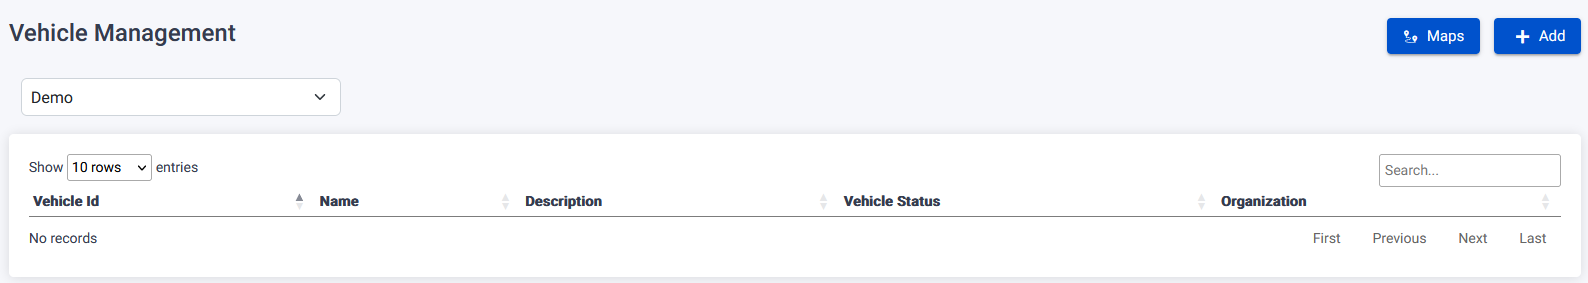 Vehicle Management
Maps
Add
Demo
Show 10 rows entries
Search...
Vehicle Id Name Description Vehicle Status Organization
No records
First Previous Next Last